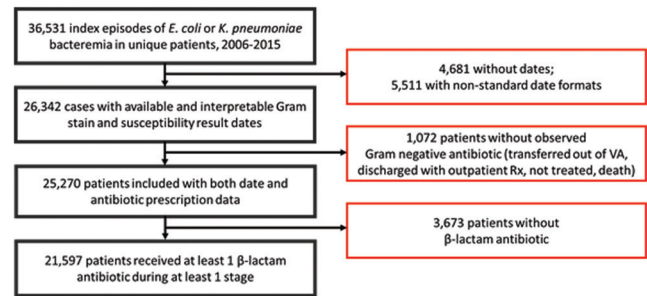 36,531 index episodes of E. coli or K. pneumoniae
bacteremia in unique patients, 2006-2015
4,681 without dates;
5,511 with non-standard date formats
26,342 cases with available and interpretable Gram
stain and susceptibility result dates
1,072 patients without observed
Gram negative antibiotic (transferred out of VA,
discharged with outpatient Rx, not treated, death)
25,270 patients included with both date and
antibiotic prescription data
3,673 patients without
β-lactam antibiotic
21,597 patients received at least 1 β-lactam
antibiotic during at least 1 stage